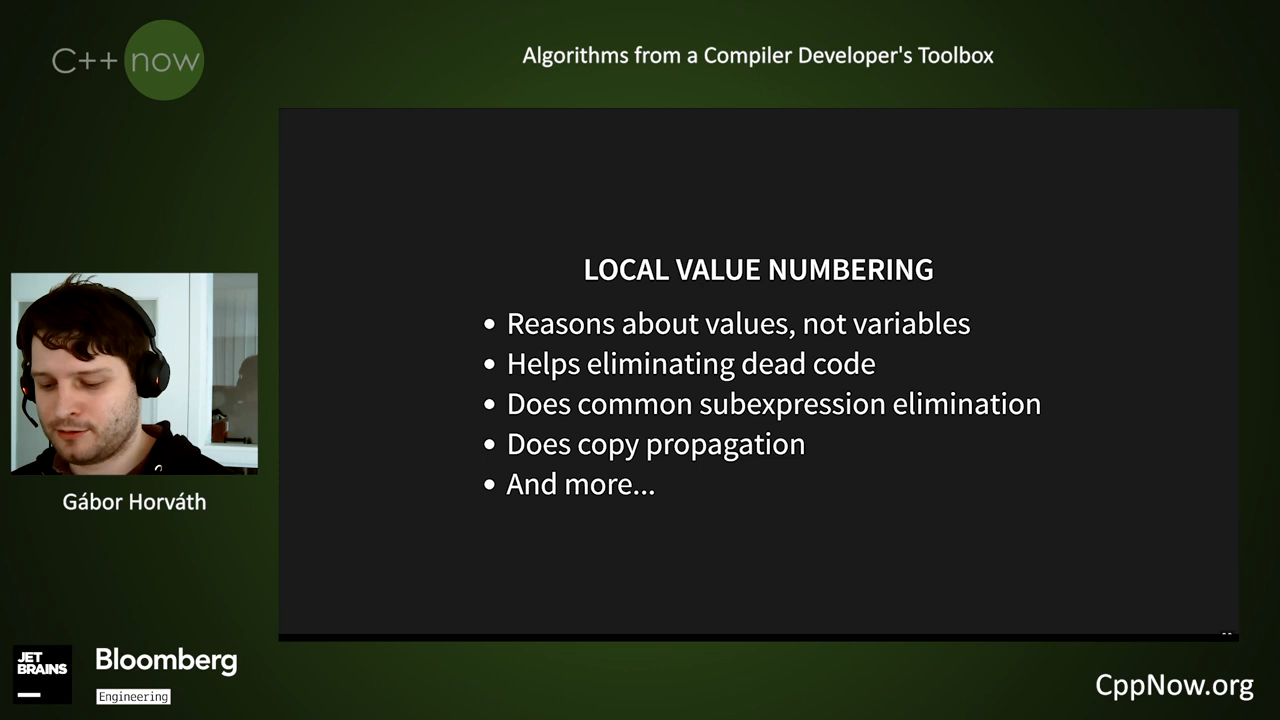 C++ now
Algorithms from a Compiler Developer's Toolbox
LOCAL VALUE NUMBERING
• Reasons about values, not variables
• Helps eliminating dead code
• Does common subexpression elimination
• Does copy propagation
• And more...
Gábor Horváth
JET
BRAINS
Bloomberg
Engineering
CppNow.org